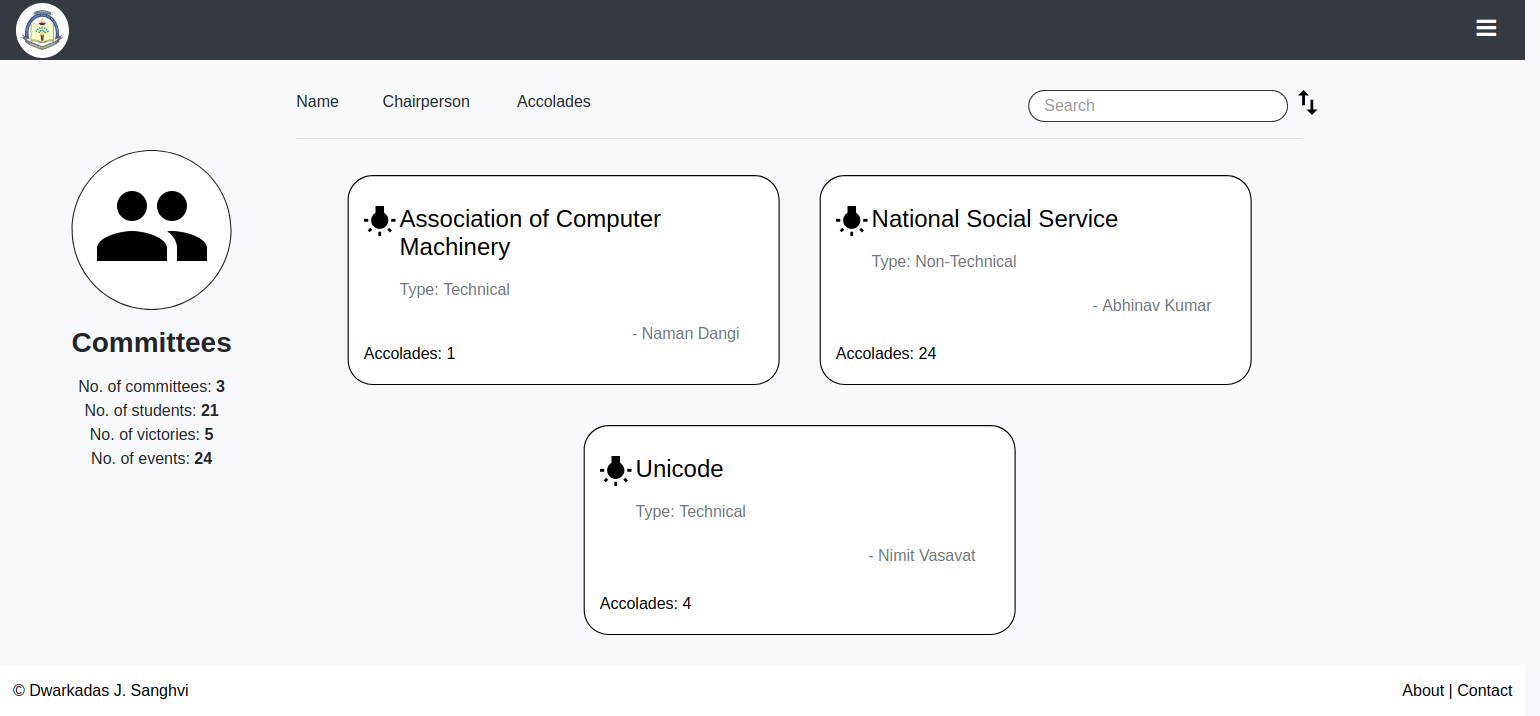 Name Chairperson Accolades Search
Committees
No. of committees: 3
No. of students: 21
No. of victories: 5
No. of events: 24
Association of Computer
Machinery
Type: Technical
- Naman Dangi
Accolades: 1
National Social Service
Type: Non-Technical
- Abhinav Kumar
Accolades: 24
Unicode
Type: Technical
- Nimit Vasavat
Accolades: 4
© Dwarkadas J. Sanghvi
About | Contact